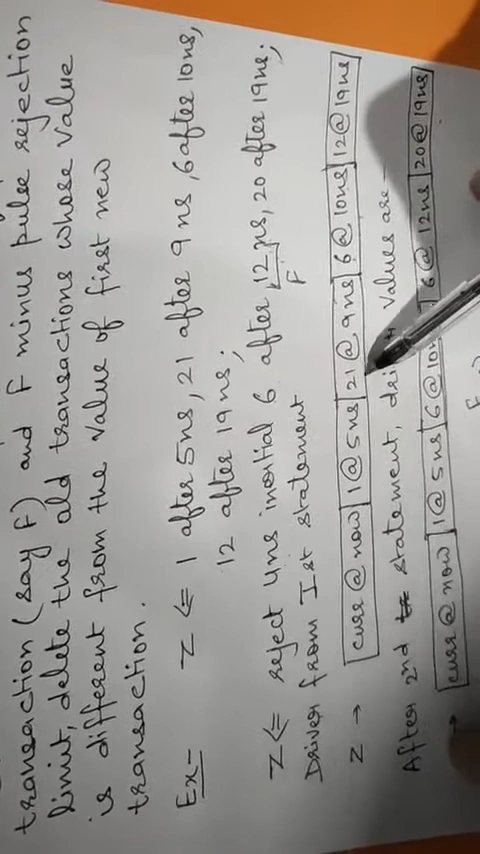 transaction (say F) and F minus pulse rejection
limit, delete the old transactions whose value
is different from the value of first new
transaction.
Ex- Z <= 1 after 5ns, 21 after 9 ns, 6 after 10ns,
12 after 19ns;
Z <= reject 4ns inertial 6 after 12 ns, 20 after 19ns;
F
Driver from Ist statement
Z → curr @ now | 1 @ 5ns | 21 @ 9ns | 6 @ 10ns | 12 @ 19ns
After 2nd statement, values are -
→ curr @ now | 1 @ 5ns | 6 @ 10n | 6 @ 12ns | 20 @ 19ns
F